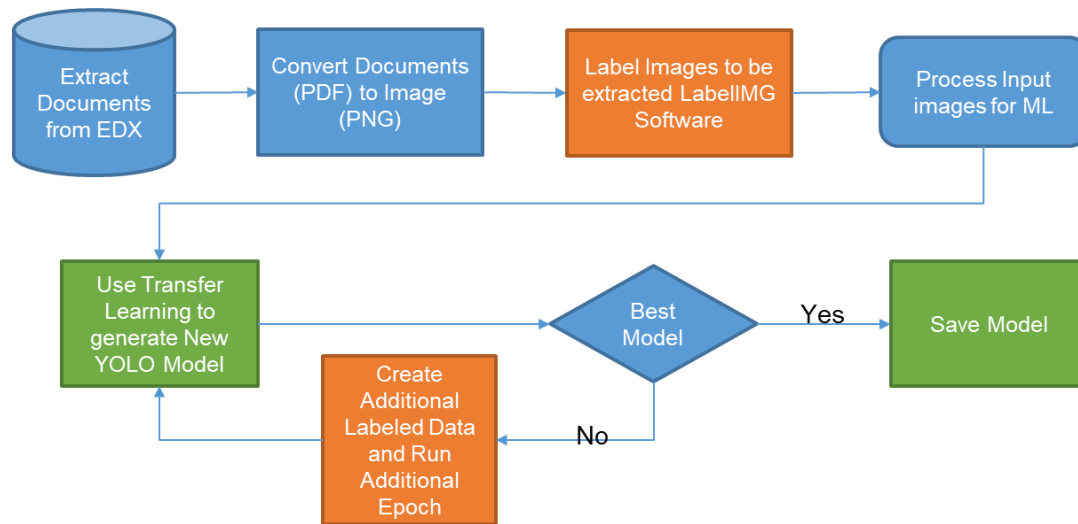 Extract
Documents
from EDX
Convert Documents
(PDF) to Image
(PNG)
Label Images to be
extracted LabelIMG
Software
Process Input
images for ML
Use Transfer
Learning to
generate New
YOLO Model
Best
Model
Yes
Save Model
No
Create
Additional
Labeled Data
and Run
Additional
Epoch